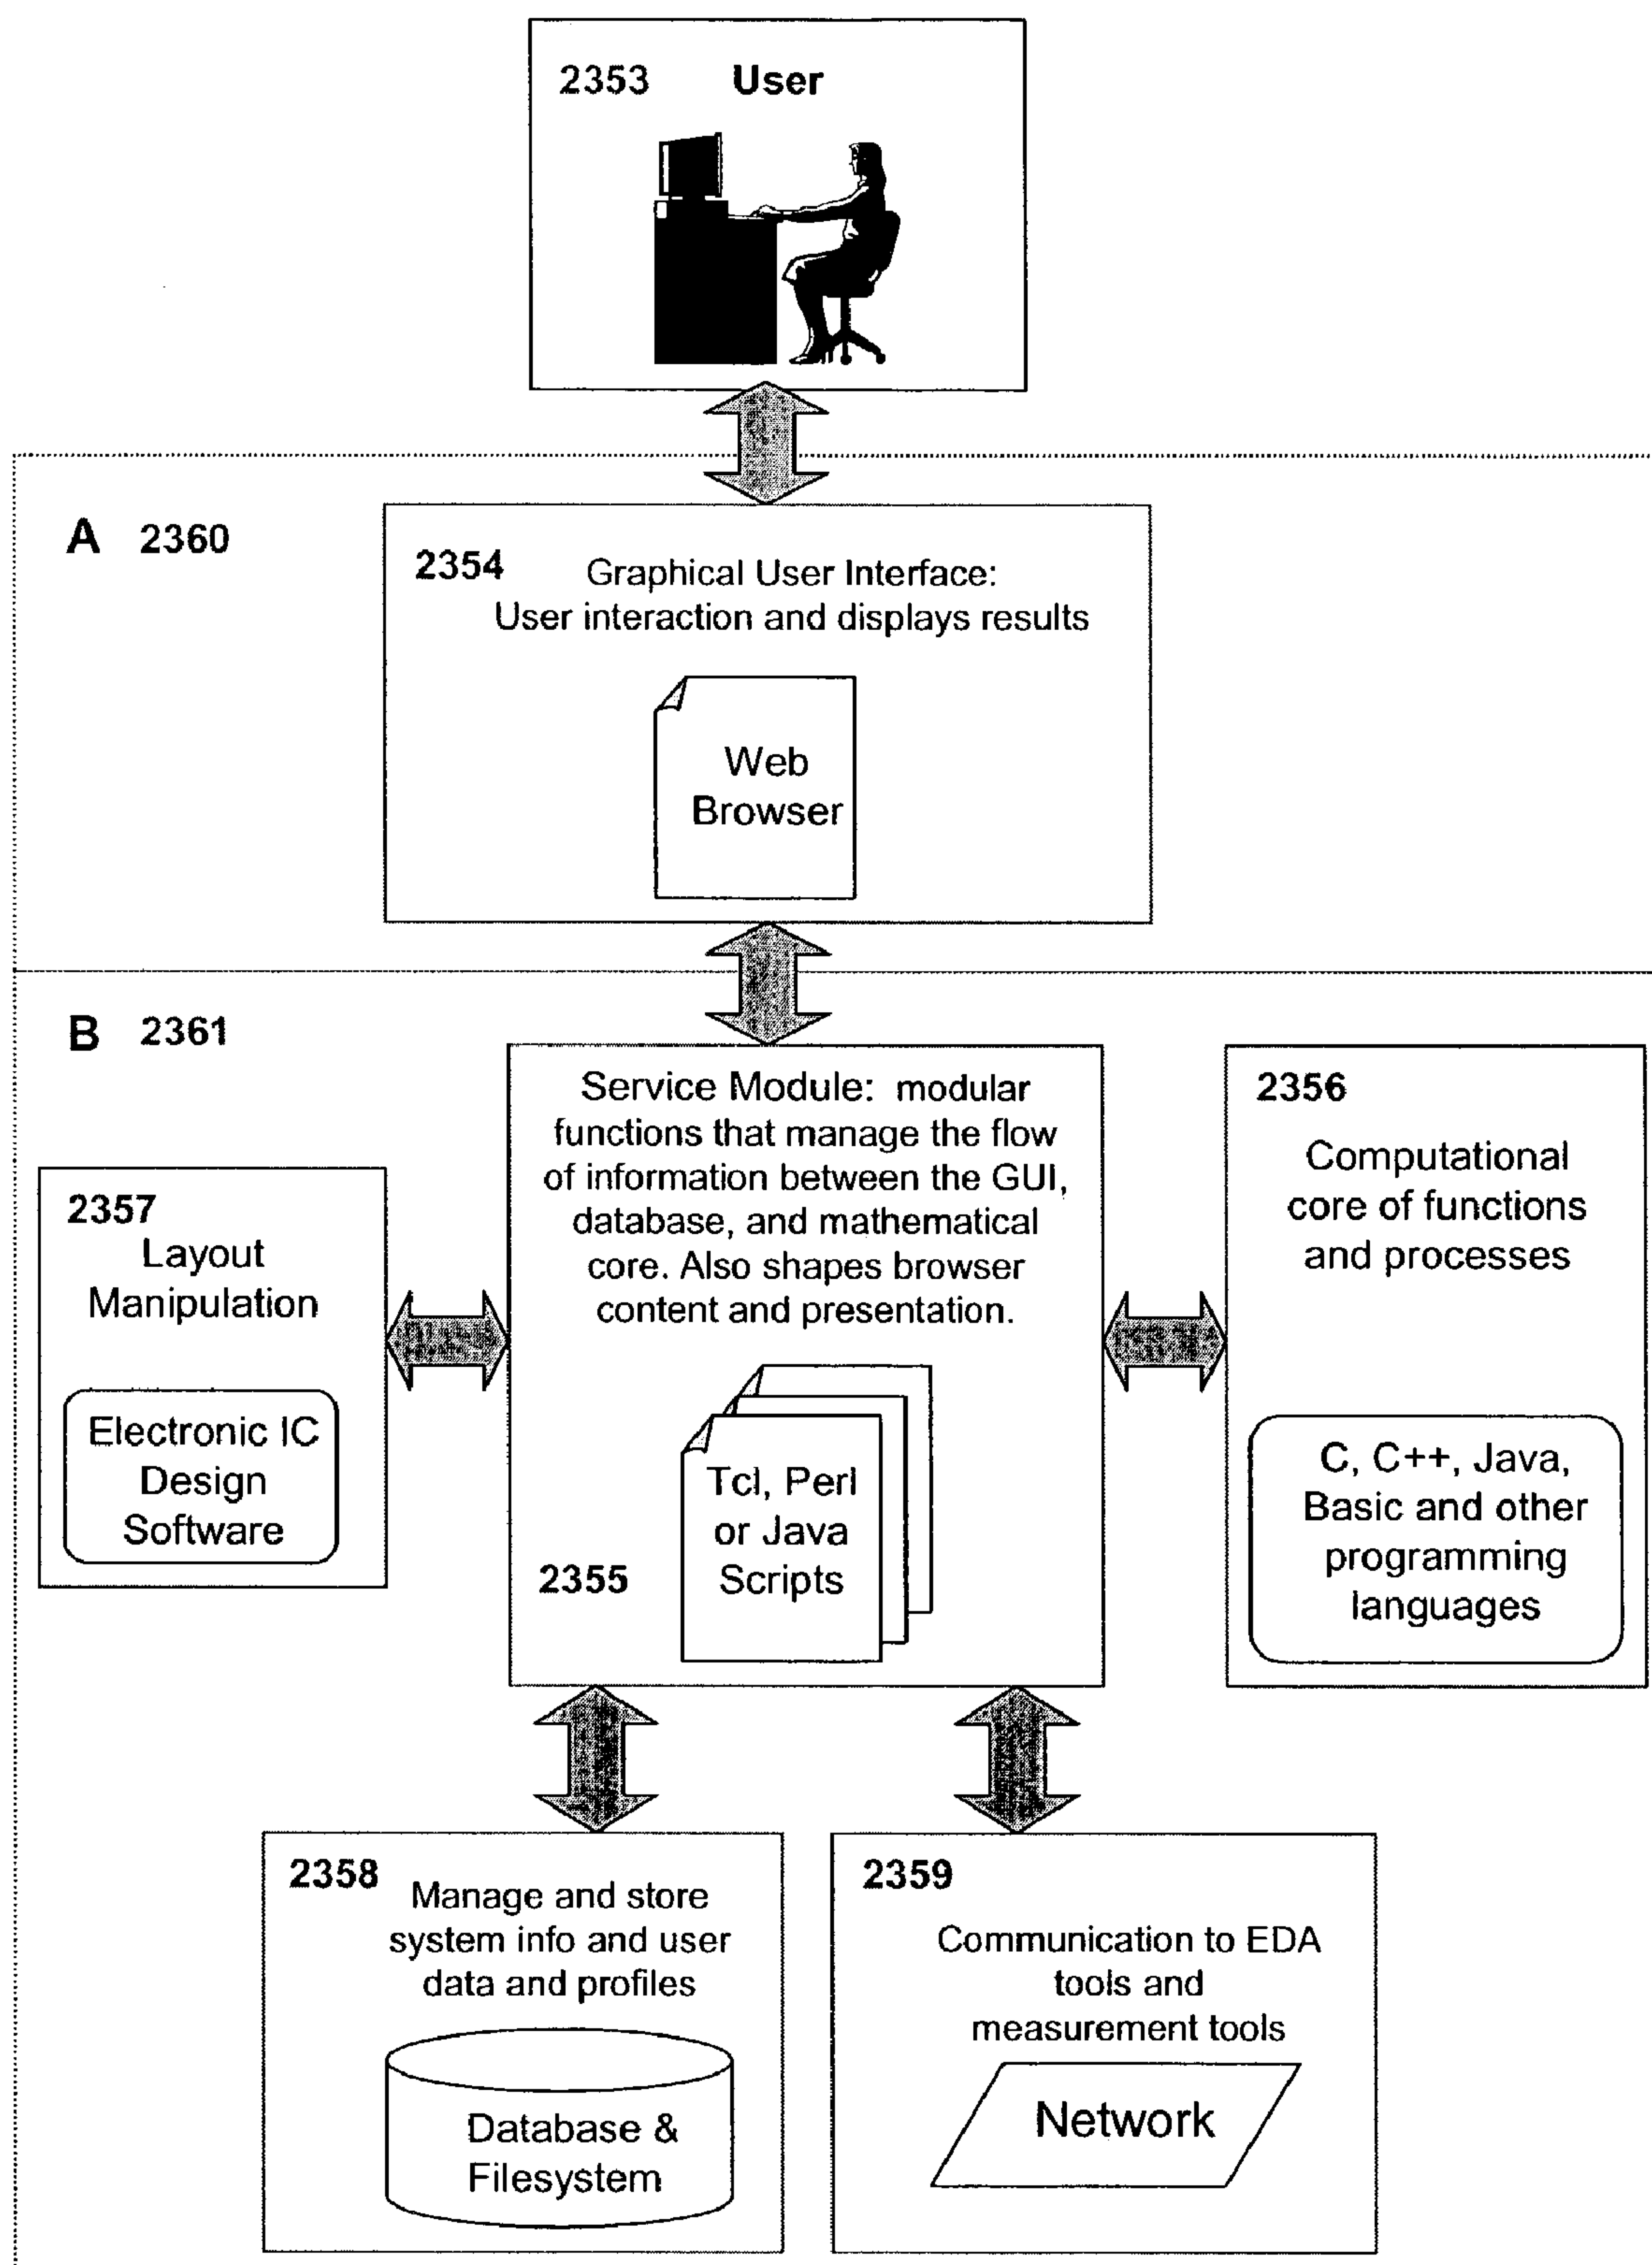 2353 User
A 2360
2354 Graphical User Interface:
User interaction and displays results
Web
Browser
B 2361
Service Module: modular
functions that manage the flow
of information between the GUI,
database, and mathematical
core. Also shapes browser
content and presentation.
Tcl, Perl
or Java
Scripts
2355
2356
Computational
core of functions
and processes
C, C++, Java,
Basic and other
programming
languages
2357
Layout
Manipulation
Electronic IC
Design
Software
2358
Manage and store
system info and user
data and profiles
Database &
Filesystem
2359
Communication to EDA
tools and
measurement tools
Network